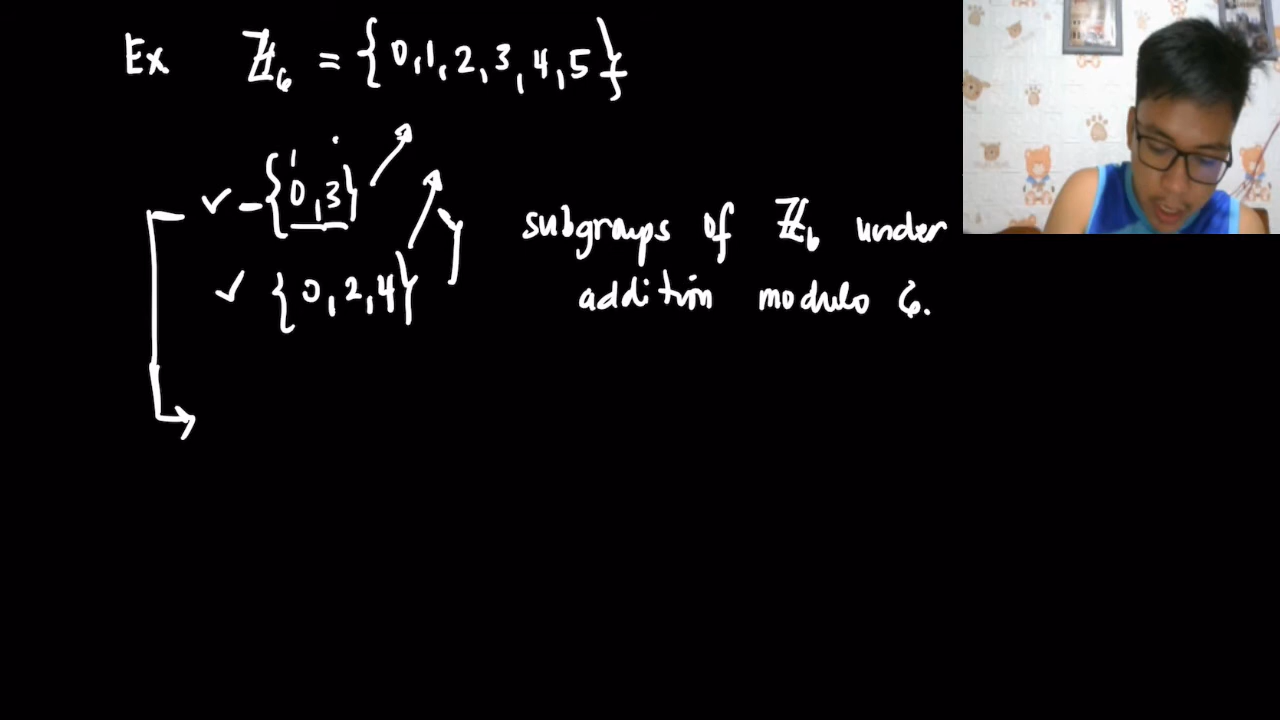 Ex ℤ₆ = {0,1,2,3,4,5}
✓ - {0,3}
subgroups of ℤ₆ under
✓ {0,2,4}
addition modulo 6.